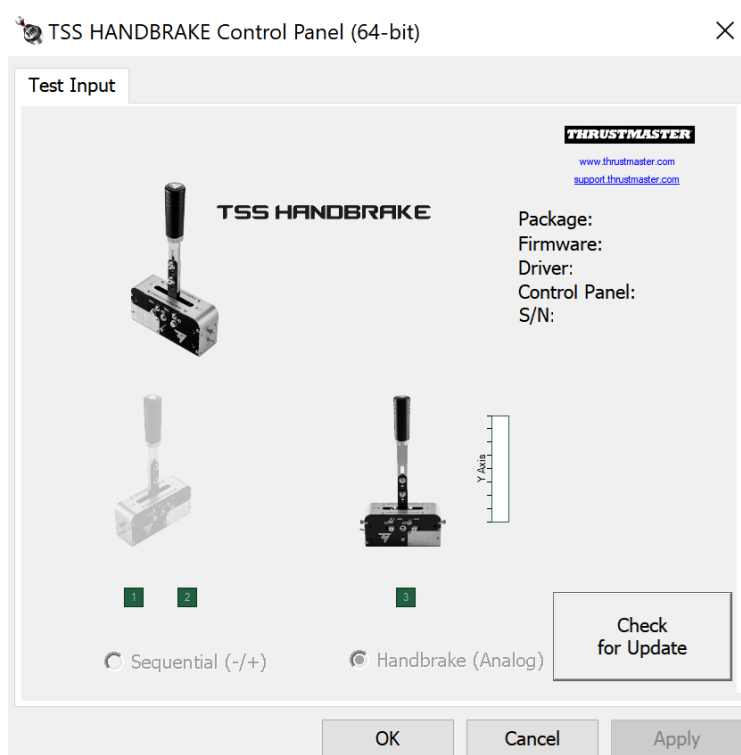 TSS HANDBRAKE Control Panel (64-bit)
Test Input
THRUSTMASTER
www.thrustmaster.com
support.thrustmaster.com
TSS HANDBRAKE
Package:
Firmware:
Driver:
Control Panel:
S/N:
Y Axis
1 2
3
Sequential (-/+)
Handbrake (Analog)
Check
for Update
OK Cancel Apply